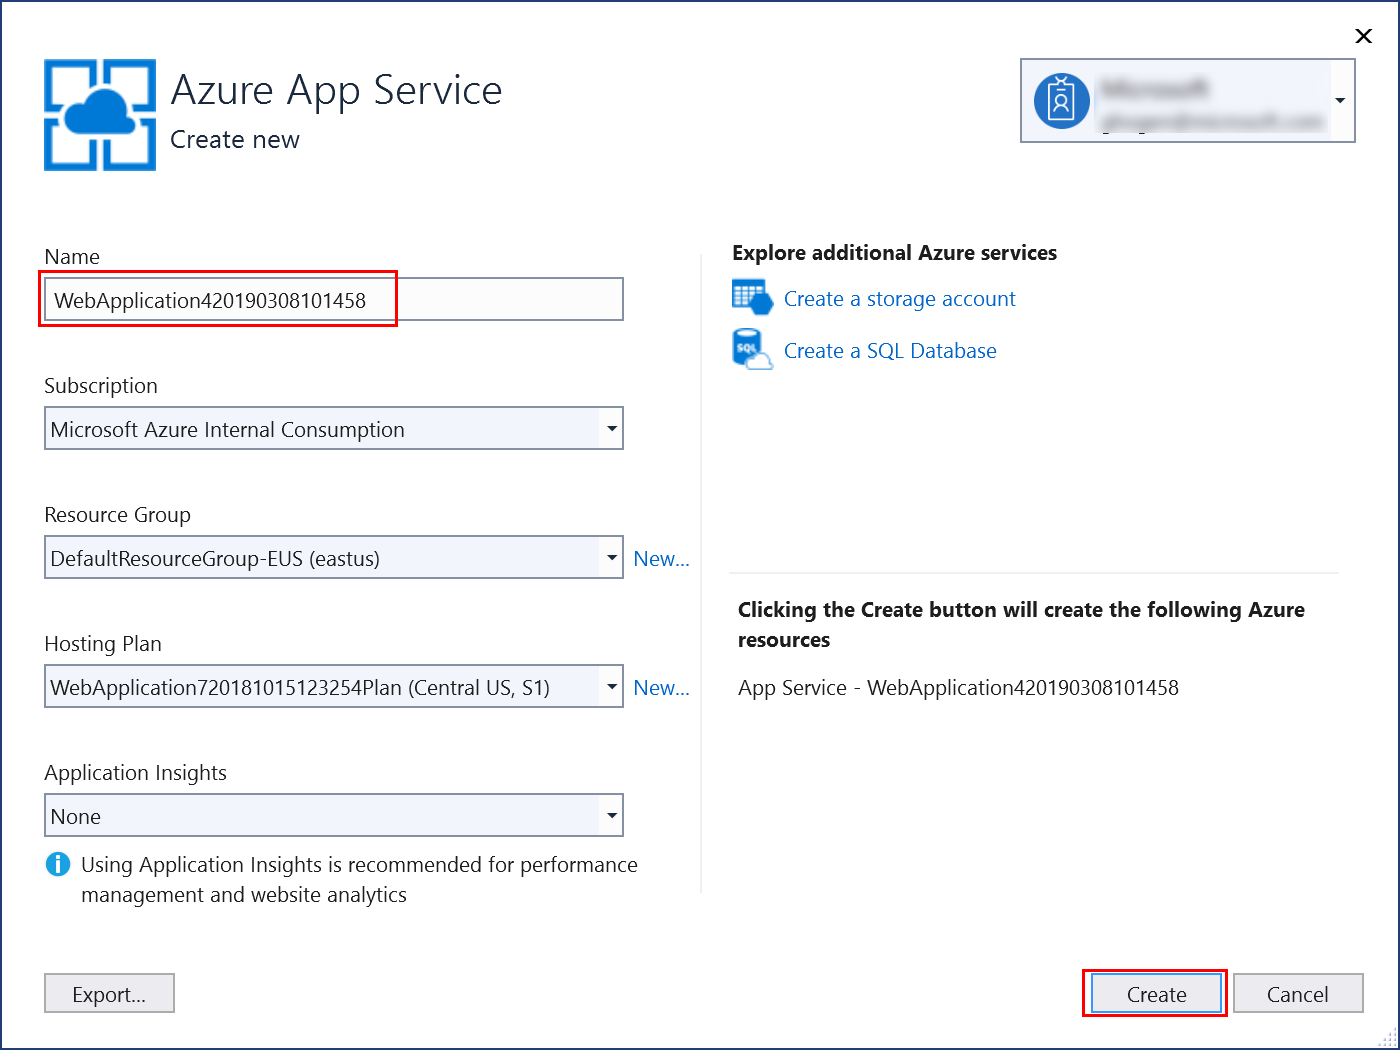 Azure App Service
Create new
Name
WebApplication420190308101458
Subscription
Microsoft Azure Internal Consumption
Resource Group
DefaultResourceGroup-EUS (eastus)
New...
Hosting Plan
WebApplication720181015123254Plan (Central US, S1)
New...
Application Insights
None
Using Application Insights is recommended for performance
management and website analytics
Explore additional Azure services
Create a storage account
SQL
Create a SQL Database
Clicking the Create button will create the following Azure
resources
App Service - WebApplication420190308101458
Export...
Create
Cancel